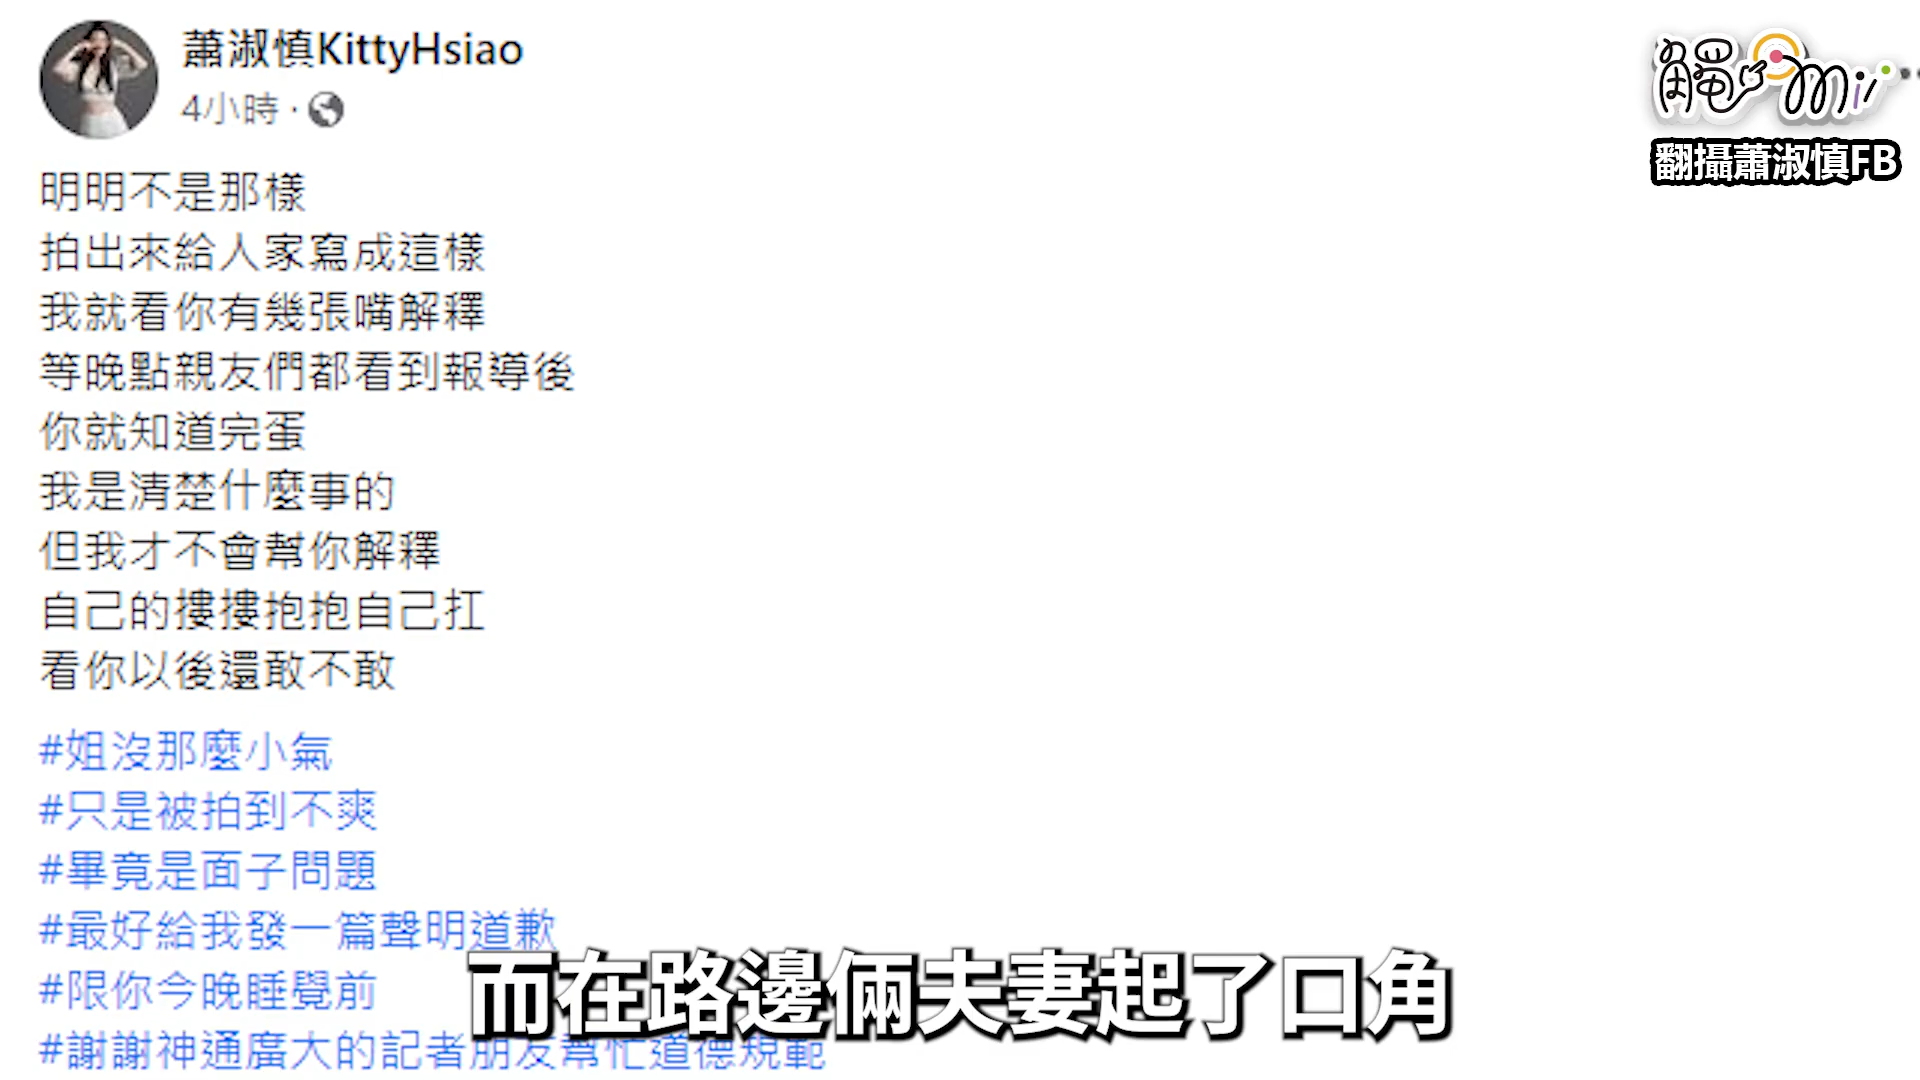 蕭淑慎KittyHsiao
4小時·
明明不是那樣
拍出來給人家寫成這樣
我就看你有幾張嘴解釋
等晚點親友們都看到報導後
你就知道完蛋
我是清楚什麼事的
但我才不會幫你解釋
自己的摟摟抱抱自己扛
看你以後還敢不敢
#姐沒那麼小氣
#只是被拍到不爽
#畢竟是面子問題
#最好給我發一篇聲明道歉
#限你今晚睡覺前
#謝謝神通廣大的記者朋友幫忙道德規範
而在路邊倆夫妻起了口角
觸mii
翻攝蕭淑慎FB